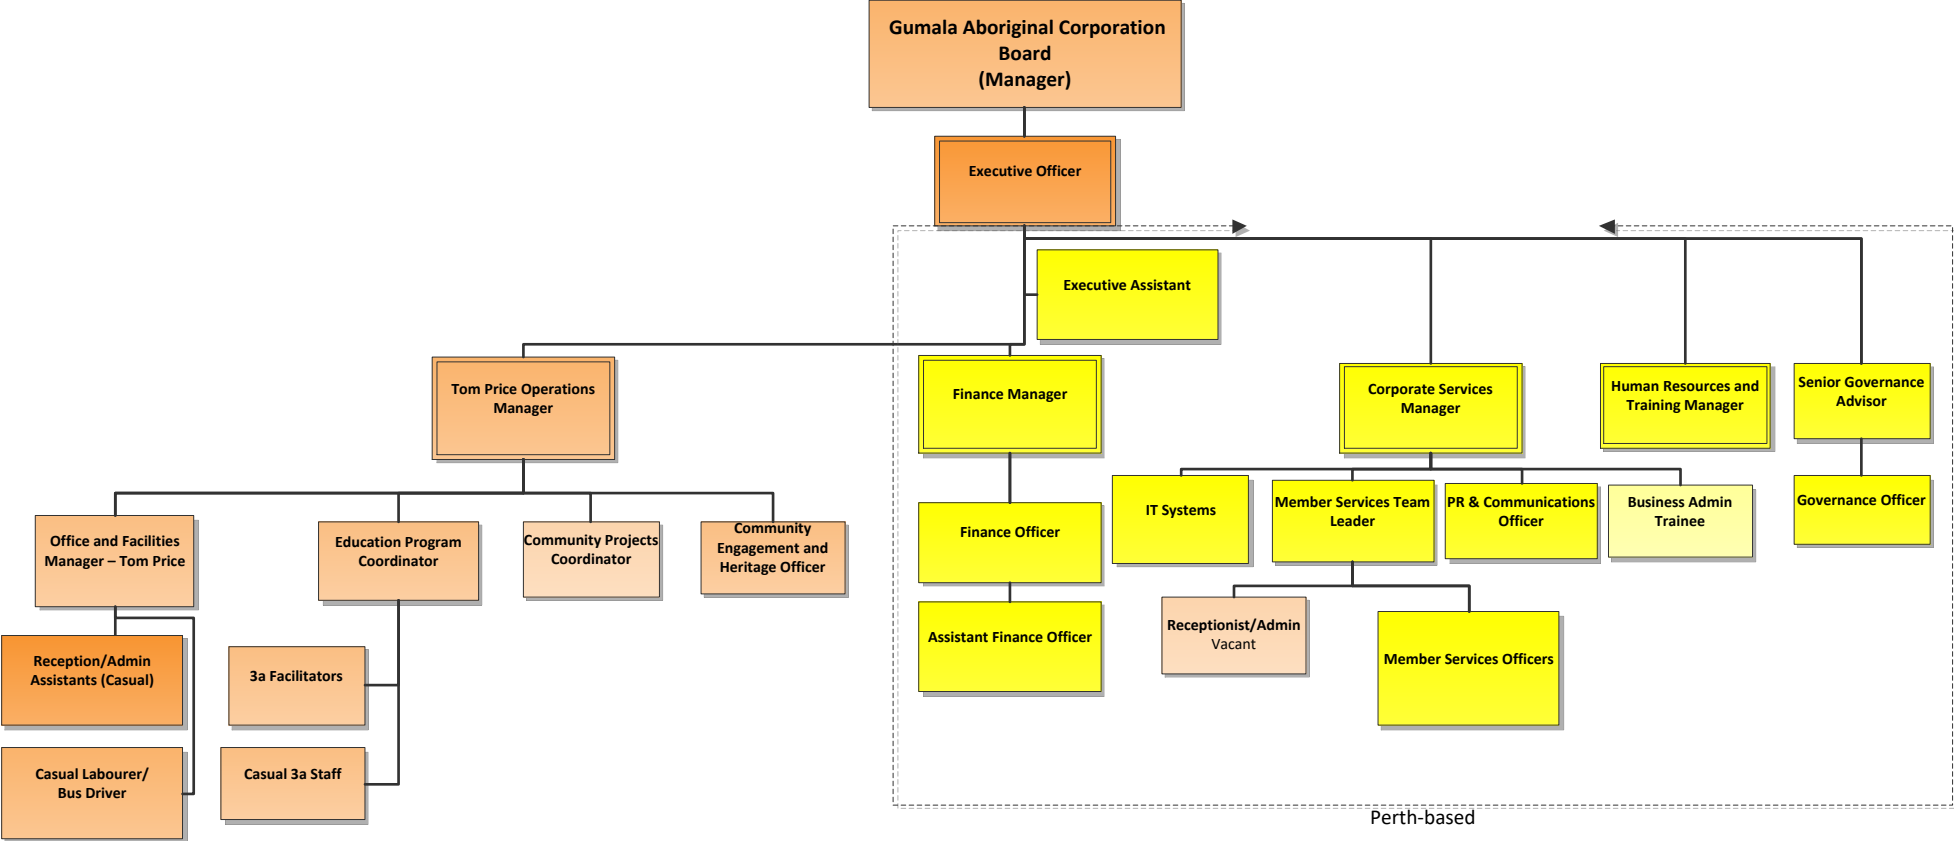 Gumala Aboriginal Corporation
Board
(Manager)
Executive Officer
Executive Assistant
Tom Price Operations
Manager
Finance Manager
Corporate Services
Manager
Human Resources and
Training Manager
Senior Governance
Advisor
Office and Facilities
Manager – Tom Price
Education Program
Coordinator
Community Projects
Coordinator
Community
Engagement and
Heritage Officer
Finance Officer
IT Systems
Member Services Team
Leader
PR & Communications
Officer
Business Admin
Trainee
Governance Officer
Reception/Admin
Assistants (Casual)
3a Facilitators
Assistant Finance Officer
Receptionist/Admin
Vacant
Member Services Officers
Casual Labourer/
Bus Driver
Casual 3a Staff
Perth-based